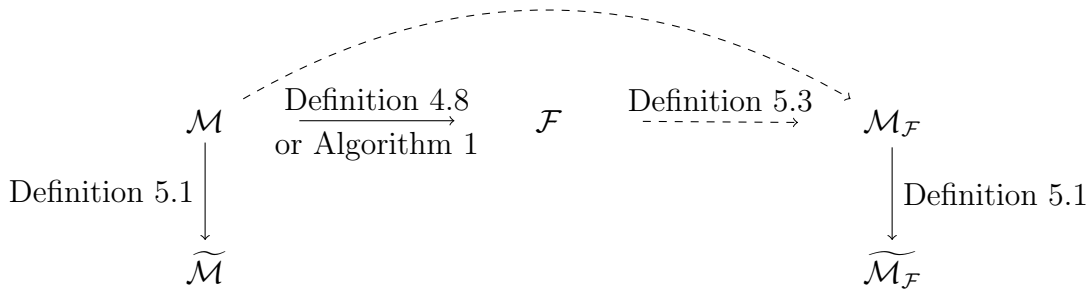 Definition 4.8 Definition 5.3
ℳ ℱ ℳ_ℱ
or Algorithm 1
Definition 5.1 Definition 5.1
ℳ̃ ℳ̃_ℱ